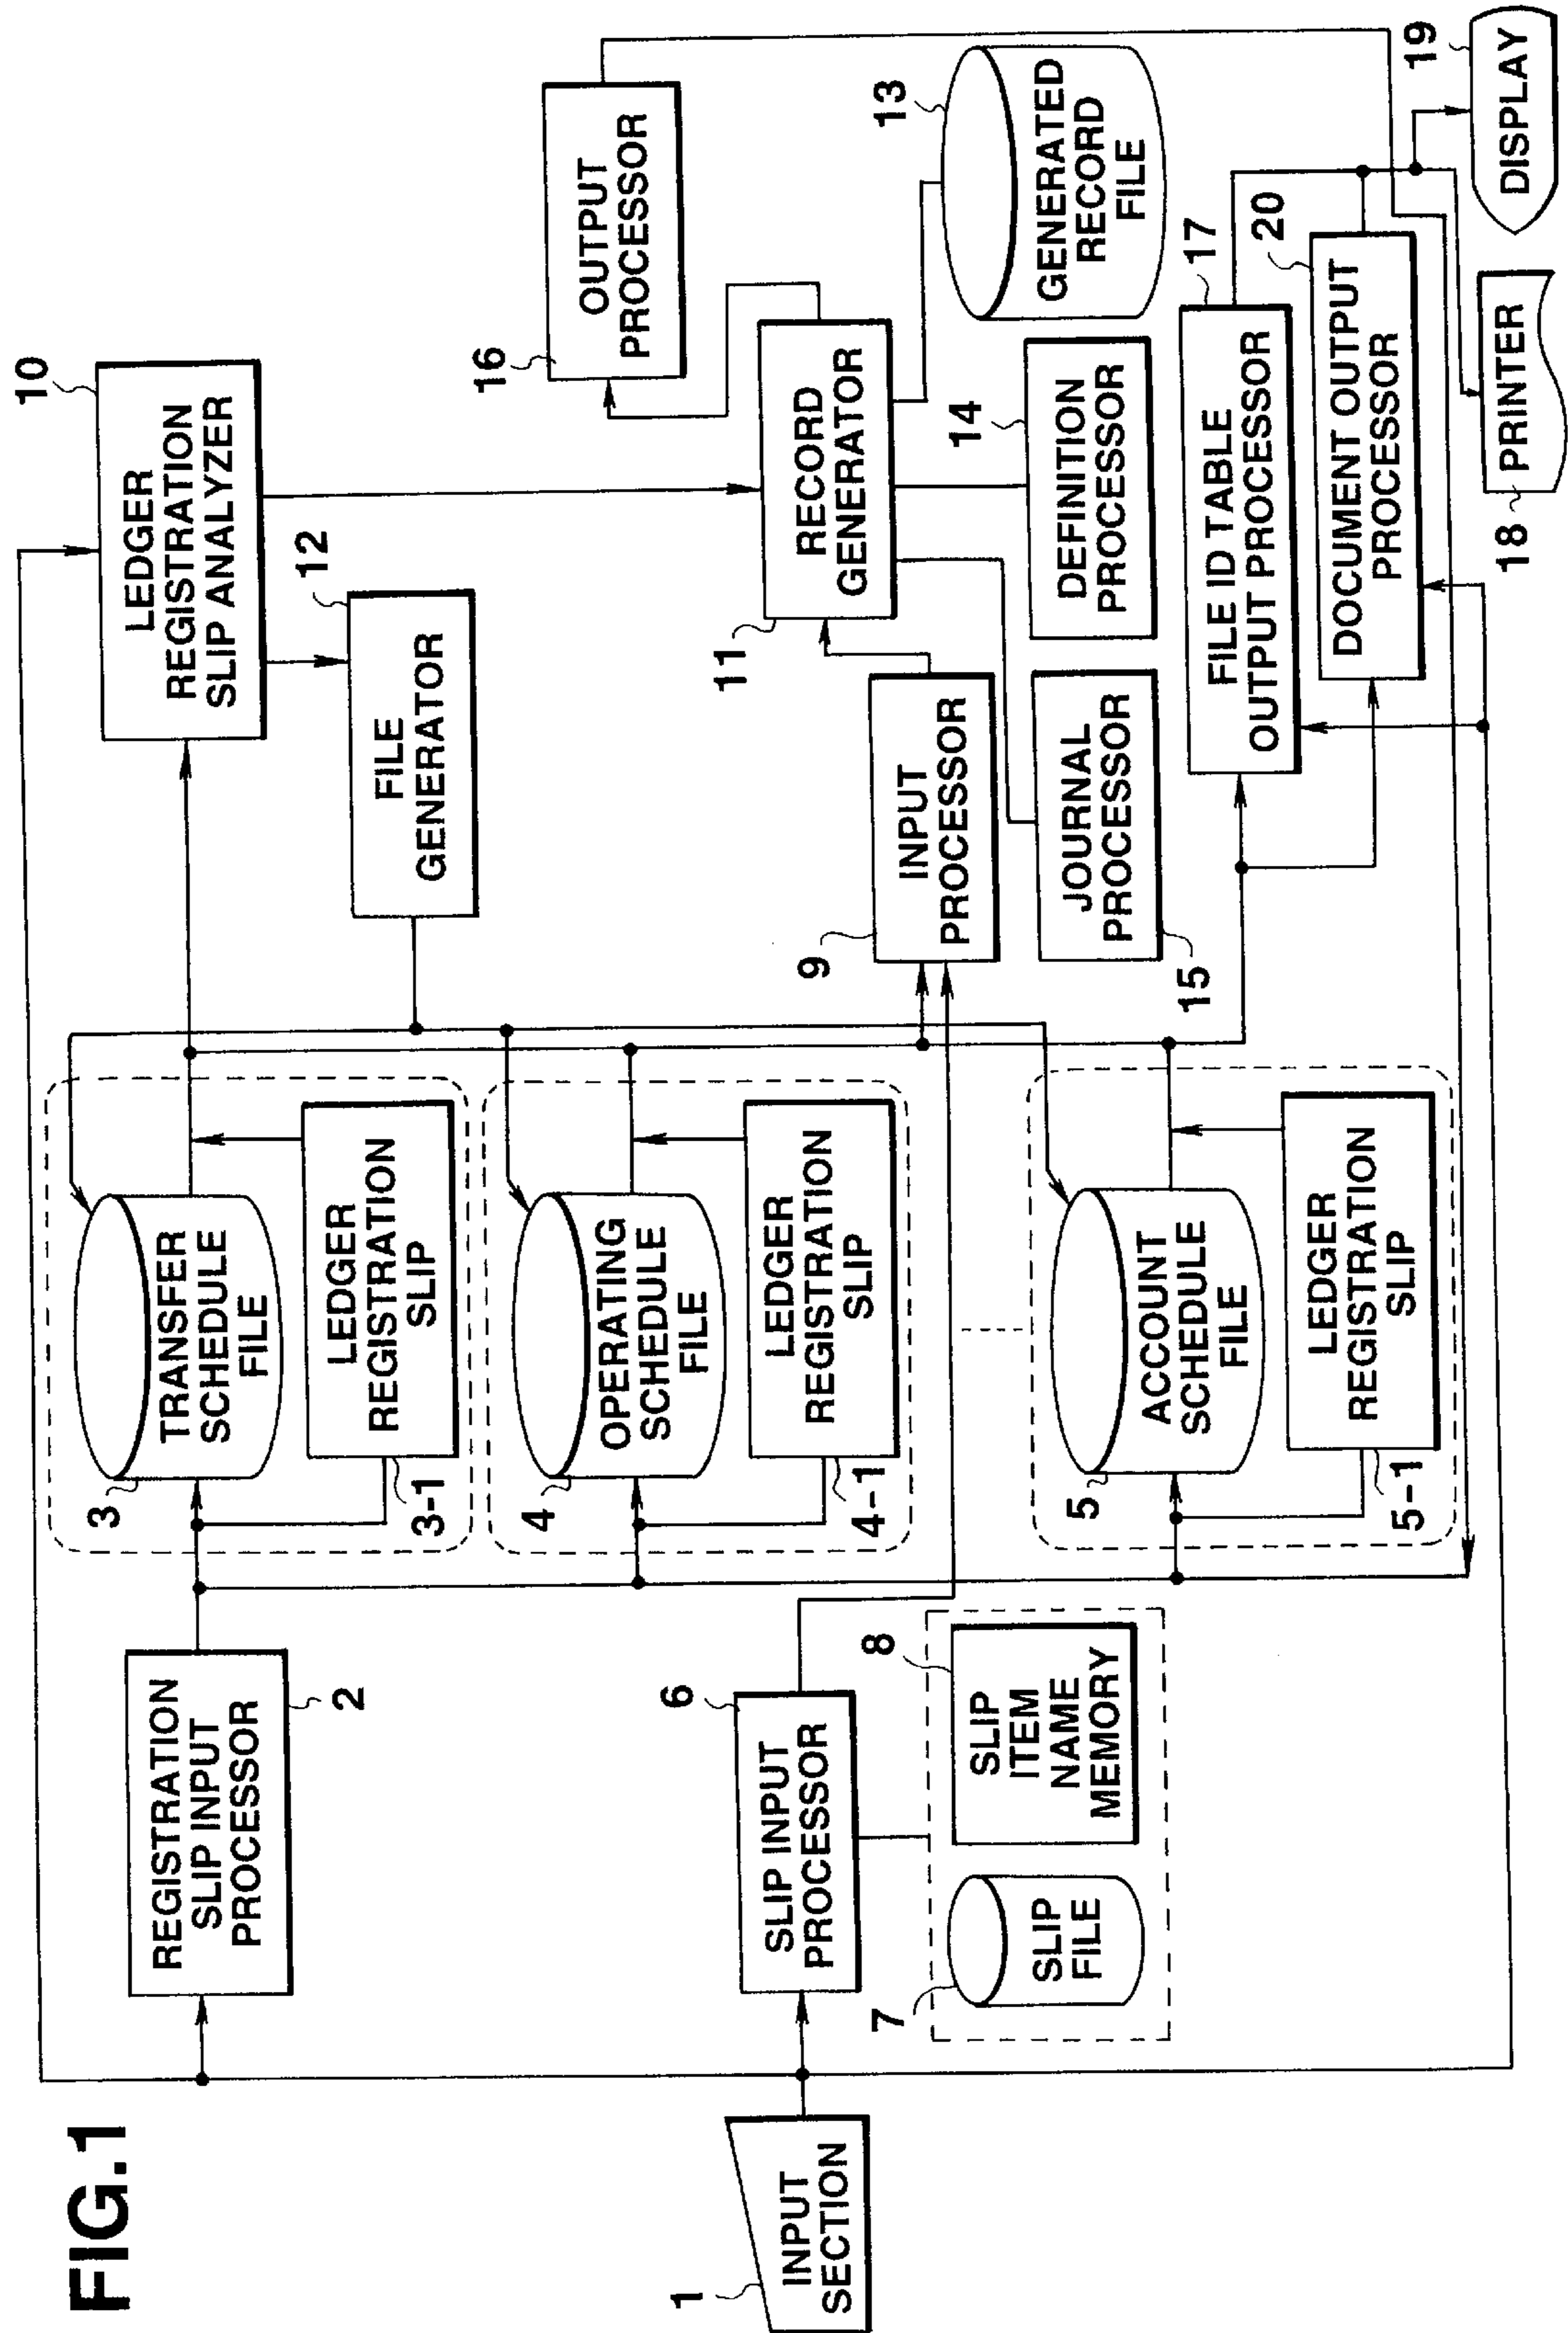 FIG.1
1
INPUT
SECTION
REGISTRATION
SLIP INPUT
PROCESSOR
2
6
SLIP INPUT
PROCESSOR
7
SLIP
FILE
8
SLIP
ITEM
NAME
MEMORY
3
TRANSFER
SCHEDULE
FILE
3-1
LEDGER
REGISTRATION
SLIP
4
OPERATING
SCHEDULE
FILE
4-1
LEDGER
REGISTRATION
SLIP
5
ACCOUNT
SCHEDULE
FILE
5-1
LEDGER
REGISTRATION
SLIP
10
LEDGER
REGISTRATION
SLIP ANALYZER
12
FILE
GENERATOR
9
INPUT
PROCESSOR
15
JOURNAL
PROCESSOR
11
RECORD
GENERATOR
14
DEFINITION
PROCESSOR
16
OUTPUT
PROCESSOR
13
GENERATED
RECORD
FILE
17
FILE ID TABLE
OUTPUT PROCESSOR
20
DOCUMENT OUTPUT
PROCESSOR
18
PRINTER
19
DISPLAY